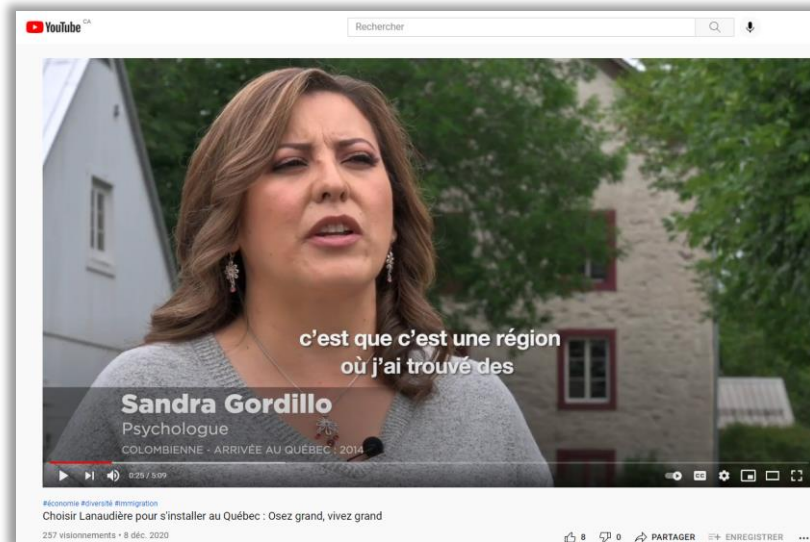 YouTube CA
Rechercher
c'est que c'est une région
où j'ai trouvé des
Sandra Gordillo
Psychologue
COLOMBIENNE - ARRIVÉE AU QUÉBEC : 2014
0:25 / 5:09
CC
#économie #diversité #immigration
Choisir Lanaudière pour s'installer au Québec : Osez grand, vivez grand
257 visionnements • 8 déc. 2020
8 0 PARTAGER ENREGISTRER